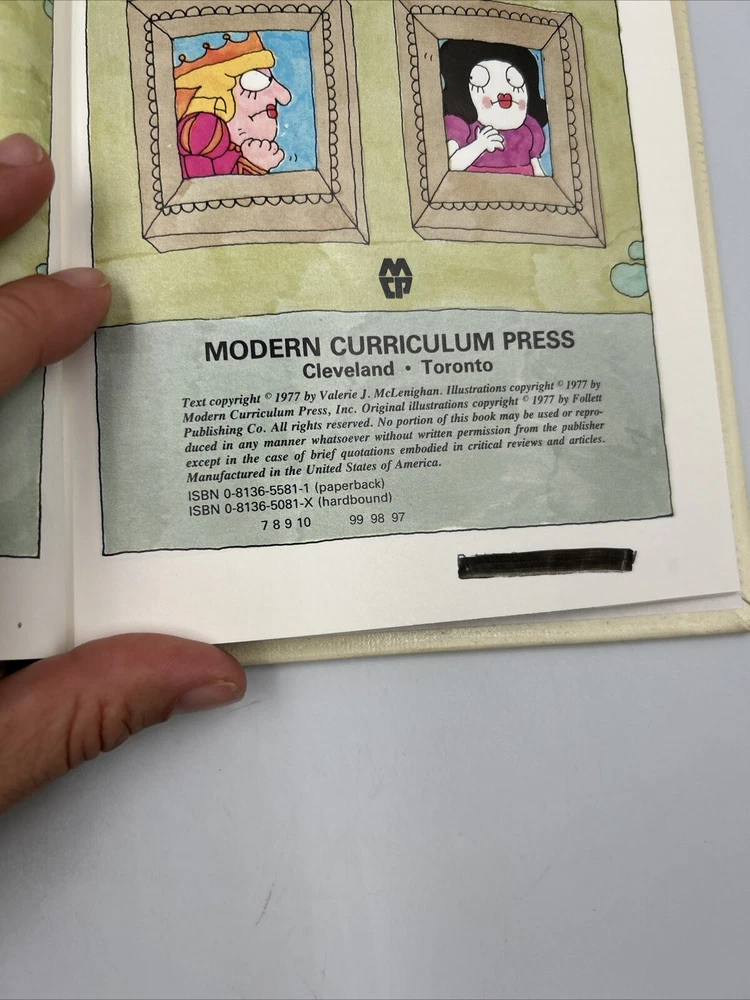 MCP
MODERN CURRICULUM PRESS
Cleveland • Toronto
Text copyright © 1977 by Valerie J. McLenighan. Illustrations copyright © 1977 by
Modern Curriculum Press, Inc. Original illustrations copyright © 1977 by Follett
Publishing Co. All rights reserved. No portion of this book may be used or repro-
duced in any manner whatsoever without written permission from the publisher
except in the case of brief quotations embodied in critical reviews and articles.
Manufactured in the United States of America.
ISBN 0-8136-5581-1 (paperback)
ISBN 0-8136-5081-X (hardbound)
7 8 9 10 99 98 97